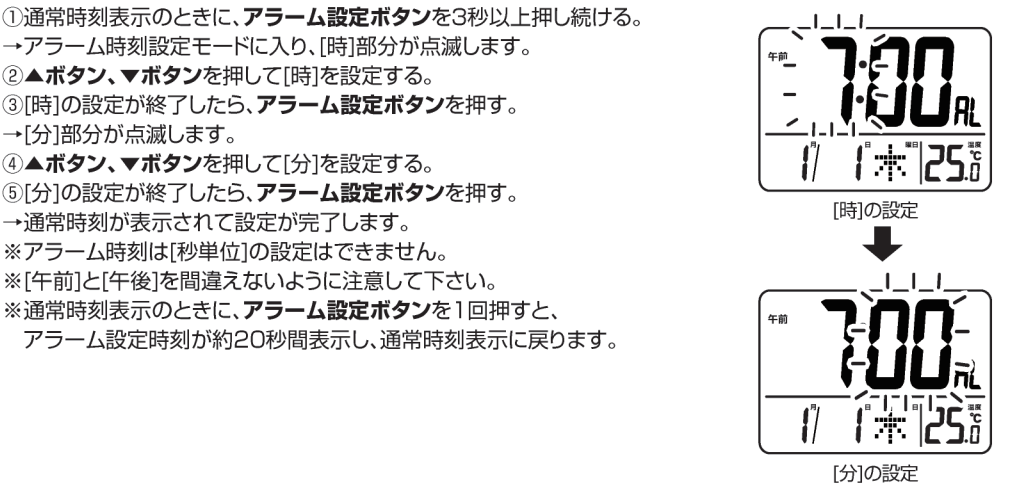 ①通常時刻表示のときに、アラーム設定ボタンを3秒以上押し続ける。
→アラーム時刻設定モードに入り、[時]部分が点滅します。
②▲ボタン、▼ボタンを押して[時]を設定する。
③[時]の設定が終了したら、アラーム設定ボタンを押す。
→[分]部分が点滅します。
④▲ボタン、▼ボタンを押して[分]を設定する。
⑤[分]の設定が終了したら、アラーム設定ボタンを押す。
→通常時刻が表示されて設定が完了します。
※アラーム時刻は[秒単位]の設定はできません。
※[午前]と[午後]を間違えないように注意して下さい。
※通常時刻表示のときに、アラーム設定ボタンを1回押すと、
アラーム設定時刻が約20秒間表示し、通常時刻表示に戻ります。
午前
7:00 AL
1月/ 1日 木 曜日 25.0 温度 ℃
[時]の設定
午前
7:00 AL
1月/ 1日 木 日 25.0 温度 ℃
[分]の設定